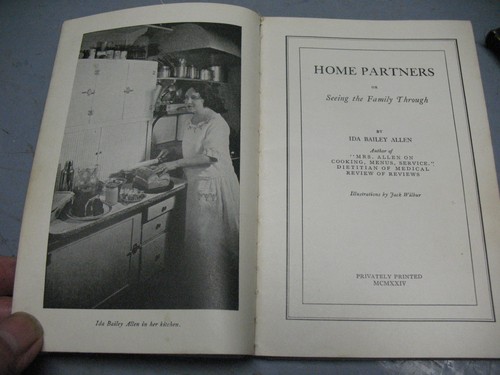 Ida Bailey Allen in her kitchen.
HOME PARTNERS
OR
Seeing the Family Through
BY
IDA BAILEY ALLEN
Author of
"MRS. ALLEN ON
COOKING, MENUS, SERVICE."
DIETITIAN OF MEDICAL
REVIEW OF REVIEWS
Illustrations by Jack Wilbur
PRIVATELY PRINTED
MCMXXIV